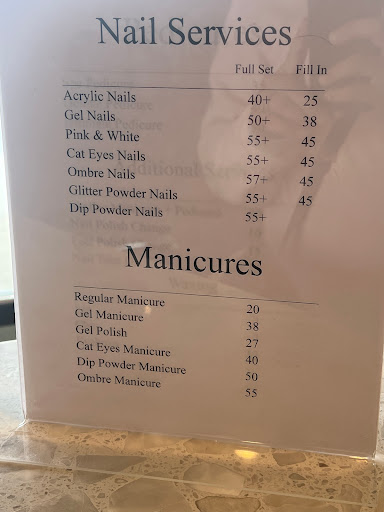 Nail Services
Full Set Fill In
Acrylic Nails 40+ 25
Gel Nails 50+ 38
Pink & White 55+ 45
Cat Eyes Nails 55+ 45
Ombre Nails 57+ 45
Glitter Powder Nails 55+ 45
Dip Powder Nails 55+
Manicures
Regular Manicure 20
Gel Manicure 38
Gel Polish 27
Cat Eyes Manicure 40
Dip Powder Manicure 50
Ombre Manicure 55